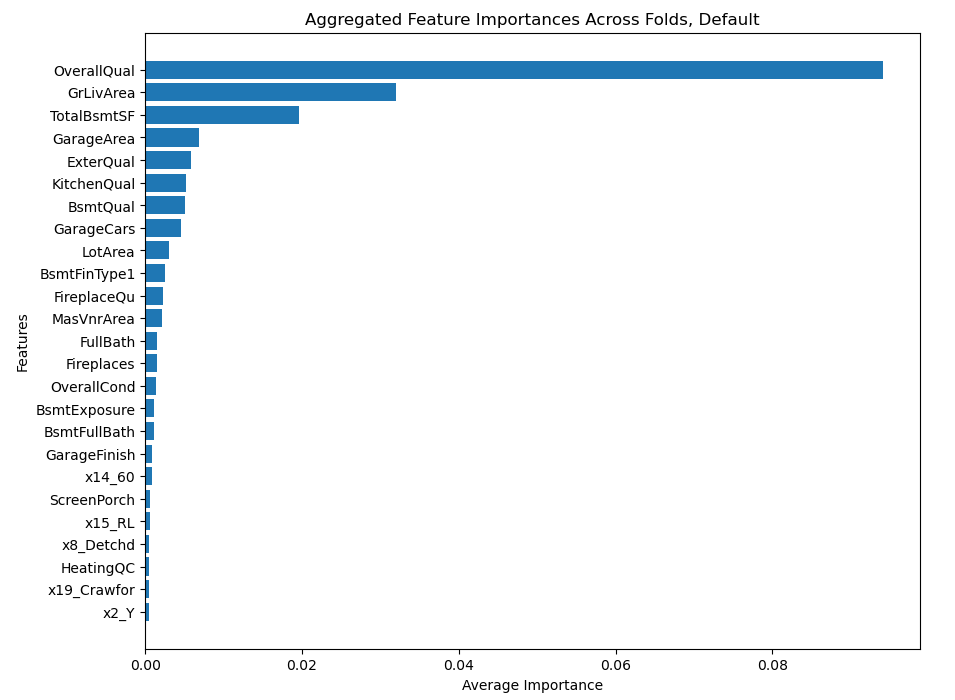 Aggregated Feature Importances Across Folds, Default
OverallQual
GrLivArea
TotalBsmtSF
GarageArea
ExterQual
KitchenQual
BsmtQual
GarageCars
LotArea
BsmtFinType1
FireplaceQu
MasVnrArea
FullBath
Fireplaces
OverallCond
BsmtExposure
BsmtFullBath
GarageFinish
x14_60
ScreenPorch
x15_RL
x8_Detchd
HeatingQC
x19_Crawfor
x2_Y
Features
0.00 0.02 0.04 0.06 0.08
Average Importance